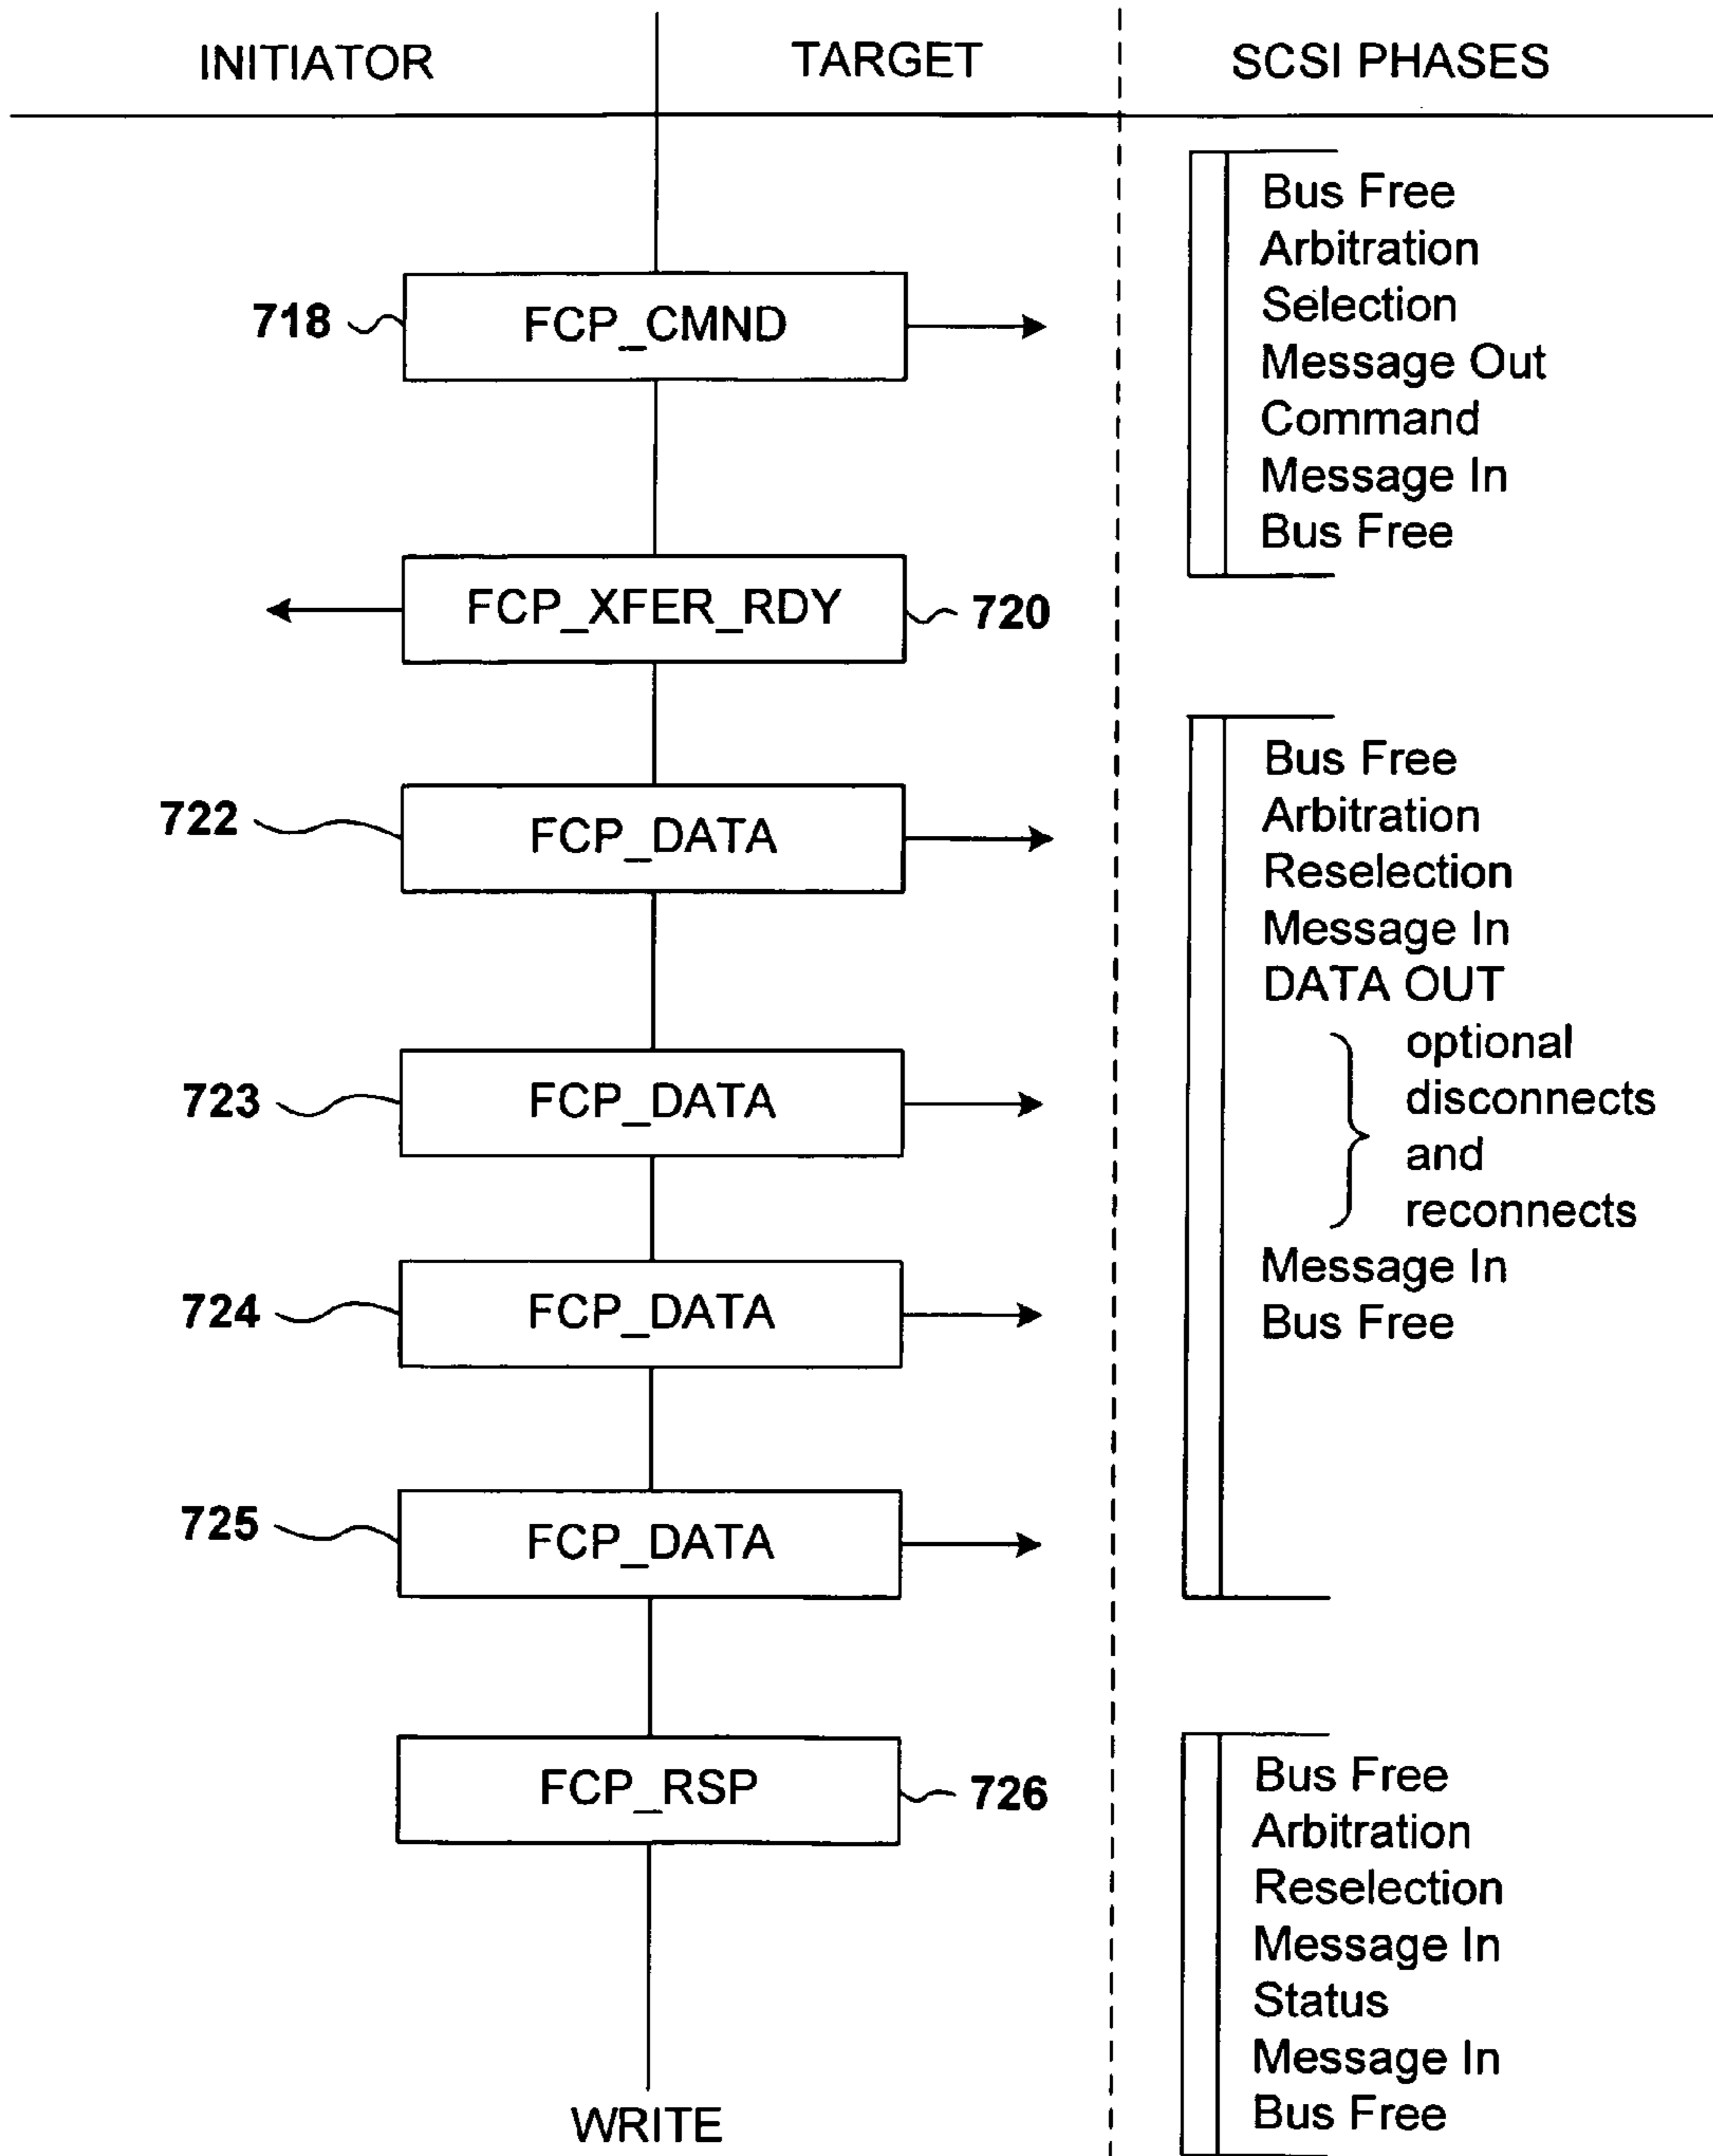 INITIATOR
TARGET
SCSI PHASES
Bus Free
Arbitration
718
FCP_CMND
Selection
Message Out
Command
Message In
Bus Free
FCP_XFER_RDY
720
Bus Free
722
FCP_DATA
Arbitration
Reselection
Message In
DATA OUT
optional
723
FCP_DATA
disconnects
and
reconnects
724
FCP_DATA
Message In
Bus Free
725
FCP_DATA
FCP_RSP
726
Bus Free
Arbitration
Reselection
Message In
Status
Message In
Bus Free
WRITE